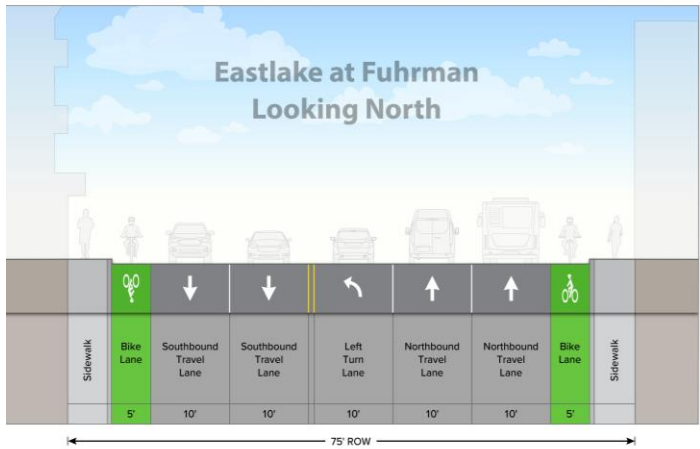 Eastlake at Fuhrman
Looking North
Sidewalk
Bike
Lane
Southbound
Travel
Lane
Southbound
Travel
Lane
Left
Turn
Lane
Northbound
Travel
Lane
Northbound
Travel
Lane
Bike
Lane
Sidewalk
5'
10'
10'
10'
10'
10'
5'
75' ROW